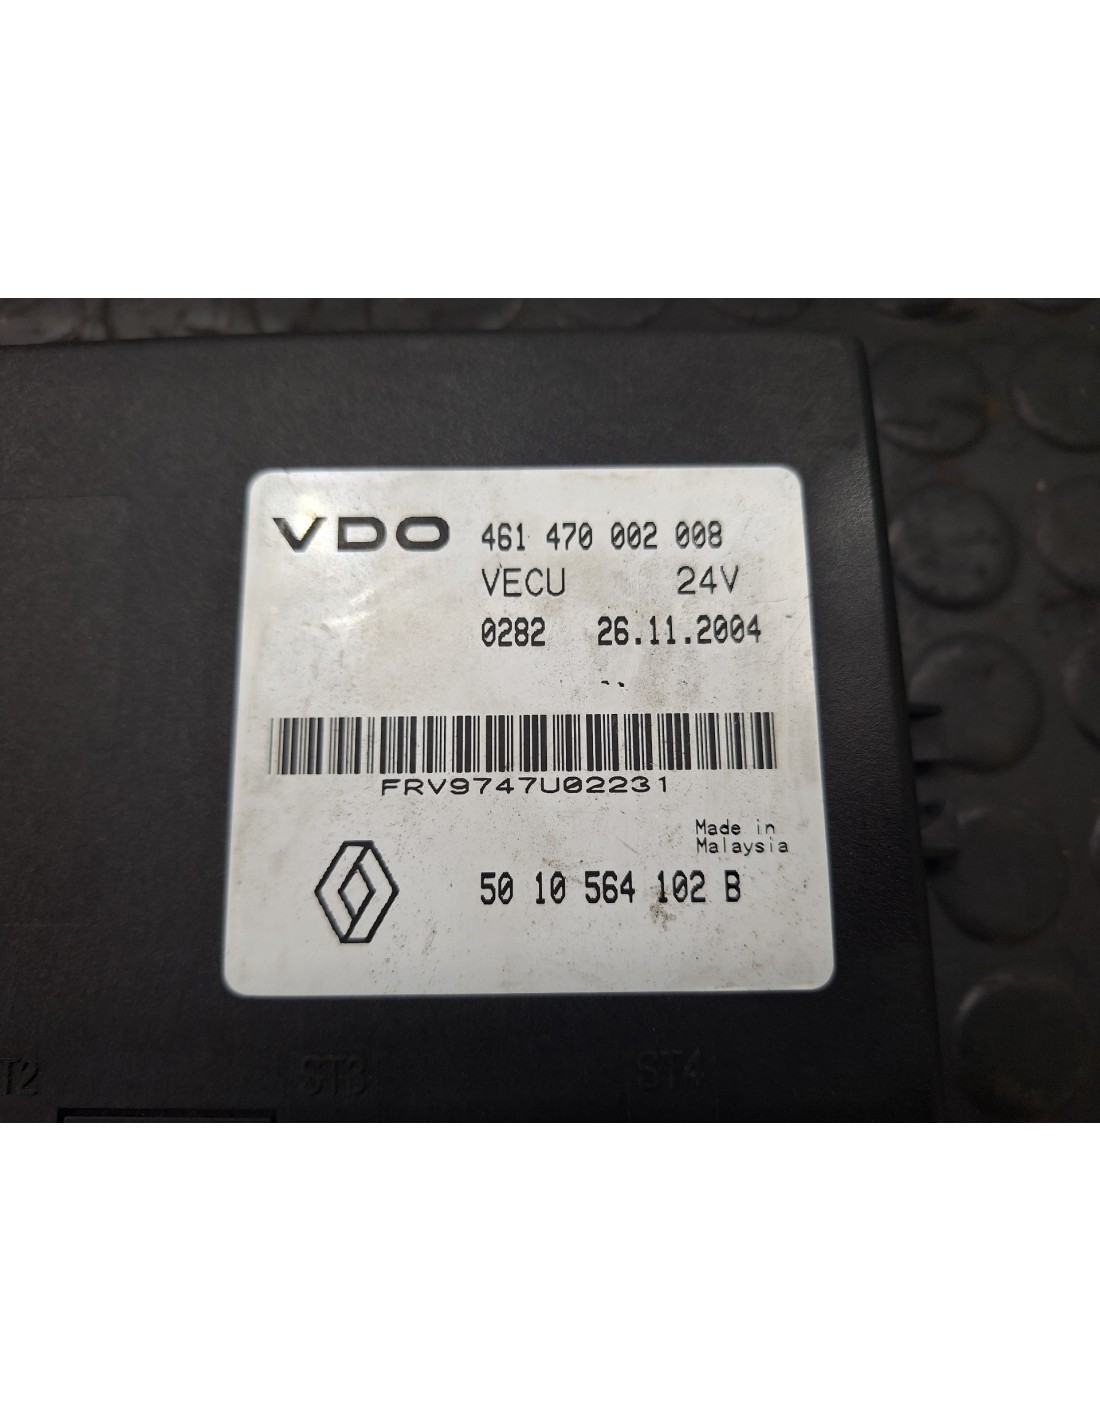 VDO 461 470 002 008
VECU 24V
0282 26.11.2004
FRV9747U02231
Made in
Malaysia
50 10 564 102 B
T2 ST3 ST4